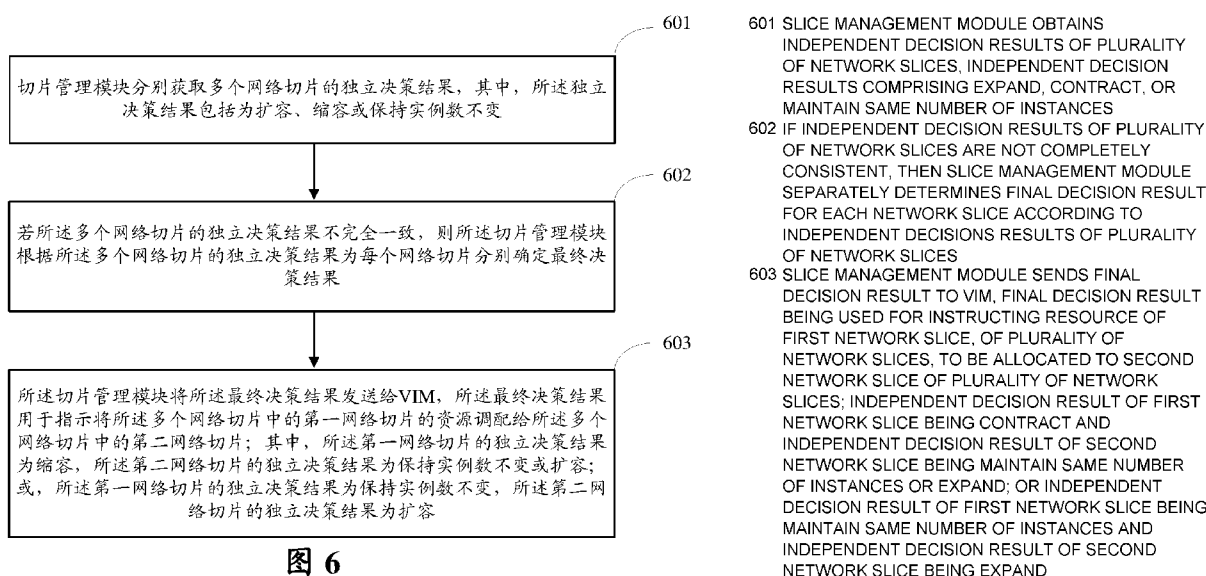 601
切片管理模块分别获取多个网络切片的独立决策结果，其中，所述独立
决策结果包括为扩容、缩容或保持实例数不变
602
若所述多个网络切片的独立决策结果不完全一致，则所述切片管理模块
根据所述多个网络切片的独立决策结果为每个网络切片分别确定最终决
策结果
603
所述切片管理模块将所述最终决策结果发送给VIM，所述最终决策结果
用于指示将所述多个网络切片中的第一网络切片的资源调配给所述多个
网络切片中的第二网络切片；其中，所述第一网络切片的独立决策结果
为缩容，所述第二网络切片的独立决策结果为保持实例数不变或扩容；
或，所述第一网络切片的独立决策结果为保持实例数不变，所述第二网
络切片的独立决策结果为扩容
图 6
601 SLICE MANAGEMENT MODULE OBTAINS
INDEPENDENT DECISION RESULTS OF PLURALITY
OF NETWORK SLICES, INDEPENDENT DECISION
RESULTS COMPRISING EXPAND, CONTRACT, OR
MAINTAIN SAME NUMBER OF INSTANCES
602 IF INDEPENDENT DECISION RESULTS OF PLURALITY
OF NETWORK SLICES ARE NOT COMPLETELY
CONSISTENT, THEN SLICE MANAGEMENT MODULE
SEPARATELY DETERMINES FINAL DECISION RESULT
FOR EACH NETWORK SLICE ACCORDING TO
INDEPENDENT DECISIONS RESULTS OF PLURALITY
OF NETWORK SLICES
603 SLICE MANAGEMENT MODULE SENDS FINAL
DECISION RESULT TO VIM, FINAL DECISION RESULT
BEING USED FOR INSTRUCTING RESOURCE OF
FIRST NETWORK SLICE, OF PLURALITY OF
NETWORK SLICES, TO BE ALLOCATED TO SECOND
NETWORK SLICE OF PLURALITY OF NETWORK
SLICES; INDEPENDENT DECISION RESULT OF FIRST
NETWORK SLICE BEING CONTRACT AND
INDEPENDENT DECISION RESULT OF SECOND
NETWORK SLICE BEING MAINTAIN SAME NUMBER
OF INSTANCES OR EXPAND; OR INDEPENDENT
DECISION RESULT OF FIRST NETWORK SLICE BEING
MAINTAIN SAME NUMBER OF INSTANCES AND
INDEPENDENT DECISION RESULT OF SECOND
NETWORK SLICE BEING EXPAND